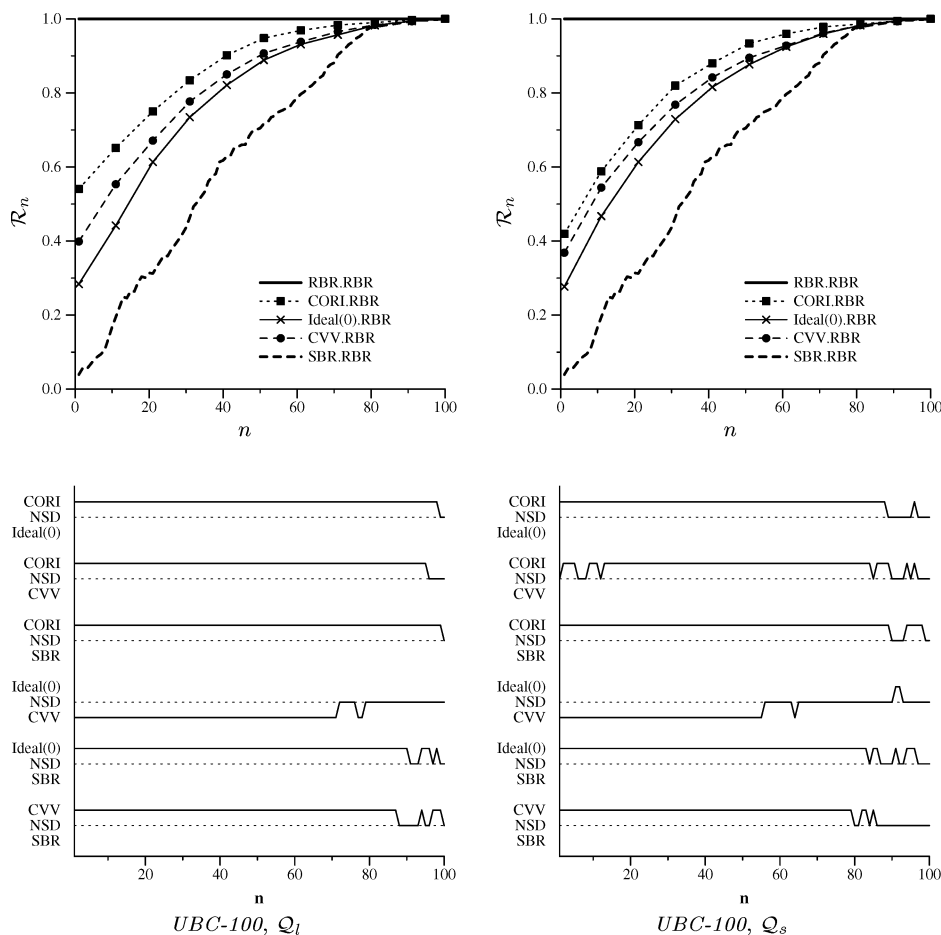 1.0
0.8
0.6
0.4
0.2
0.0
ℛn
0 20 40 60 80 100
n
RBR.RBR
CORI.RBR
Ideal(0).RBR
CVV.RBR
SBR.RBR
1.0
0.8
0.6
0.4
0.2
0.0
ℛn
0 20 40 60 80 100
n
RBR.RBR
CORI.RBR
Ideal(0).RBR
CVV.RBR
SBR.RBR
CORI
NSD
Ideal(0)
CORI
NSD
CVV
CORI
NSD
SBR
Ideal(0)
NSD
CVV
Ideal(0)
NSD
SBR
CVV
NSD
SBR
20 40 60 80 100
n
UBC-100, 𝒬l
CORI
NSD
Ideal(0)
CORI
NSD
CVV
CORI
NSD
SBR
Ideal(0)
NSD
CVV
Ideal(0)
NSD
SBR
CVV
NSD
SBR
20 40 60 80 100
n
UBC-100, 𝒬s